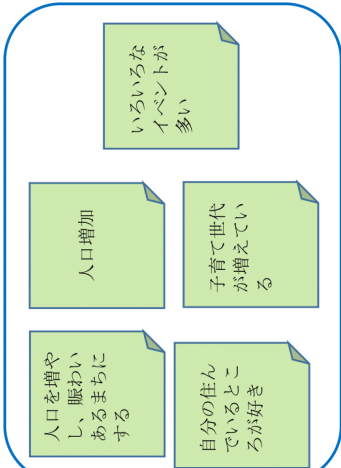 人口を増や
し、賑わい
あるまちに
する
人口増加
いろいろな
イベントが
多い
自分の住ん
でいるとこ
ろが好き
子育て世代
が増えてい
る